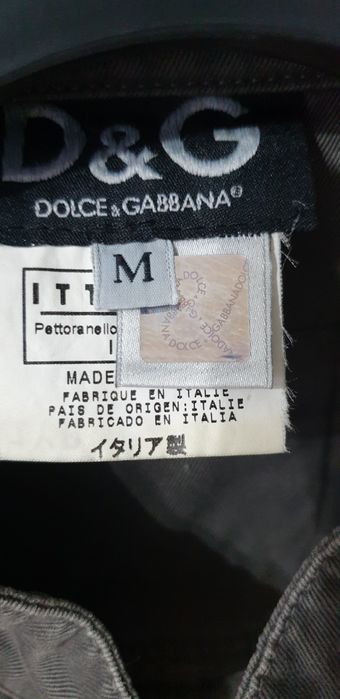 D&G
DOLCE & GABBANA®
M
ITT
Pettoranello
I
MADE
FABRIQUE EN ITALIE
PAIS DE ORIGEN:ITALIE
FABRICADO EN ITALIA
イタリア製